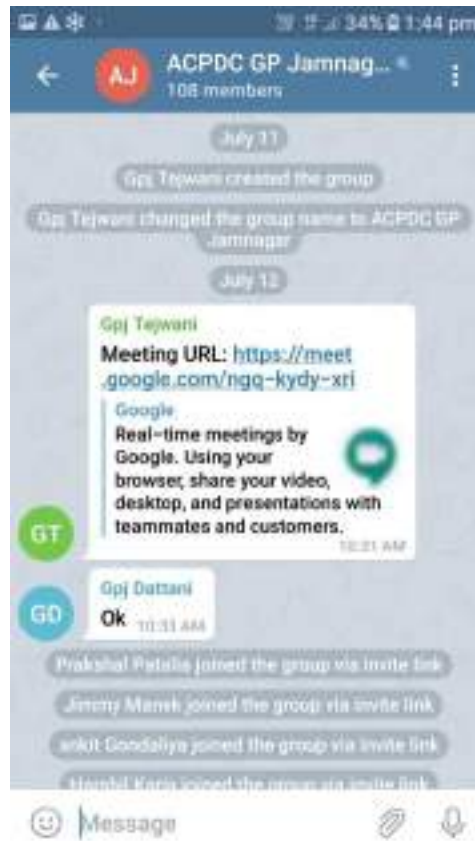 34% 1:44 pm
AJ
ACPDC GP Jamnag...
108 members
July 11
Gpj Tejwani created the group
Gpj Tejwani changed the group name to ACPDC GP
Jamnagar
July 12
Gpj Tejwani
Meeting URL: https://meet
.google.com/ngq-kydy-xri
Google
Real-time meetings by
Google. Using your
browser, share your video,
desktop, and presentations with
teammates and customers.
GT
10:31 AM
Gpj Dattani
GD
Ok 10:33 AM
Prakshal Patalia joined the group via invite link
Jimmy Manek joined the group via invite link
ankit Gondaliya joined the group via invite link
joined the group via invite link
Message